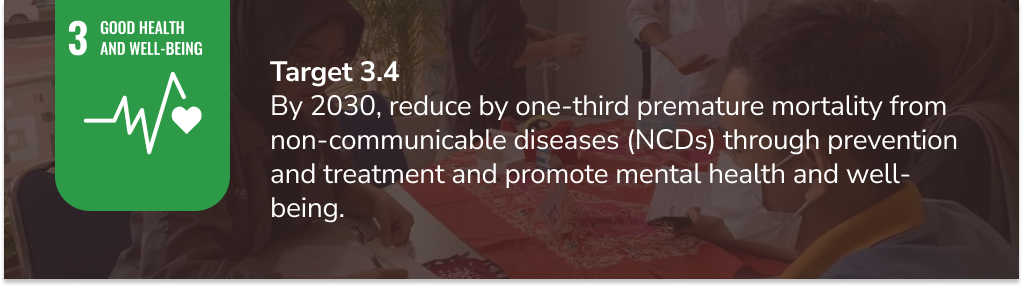 3 GOOD HEALTH
AND WELL-BEING
Target 3.4
By 2030, reduce by one-third premature mortality from
non-communicable diseases (NCDs) through prevention
and treatment and promote mental health and well-
being.